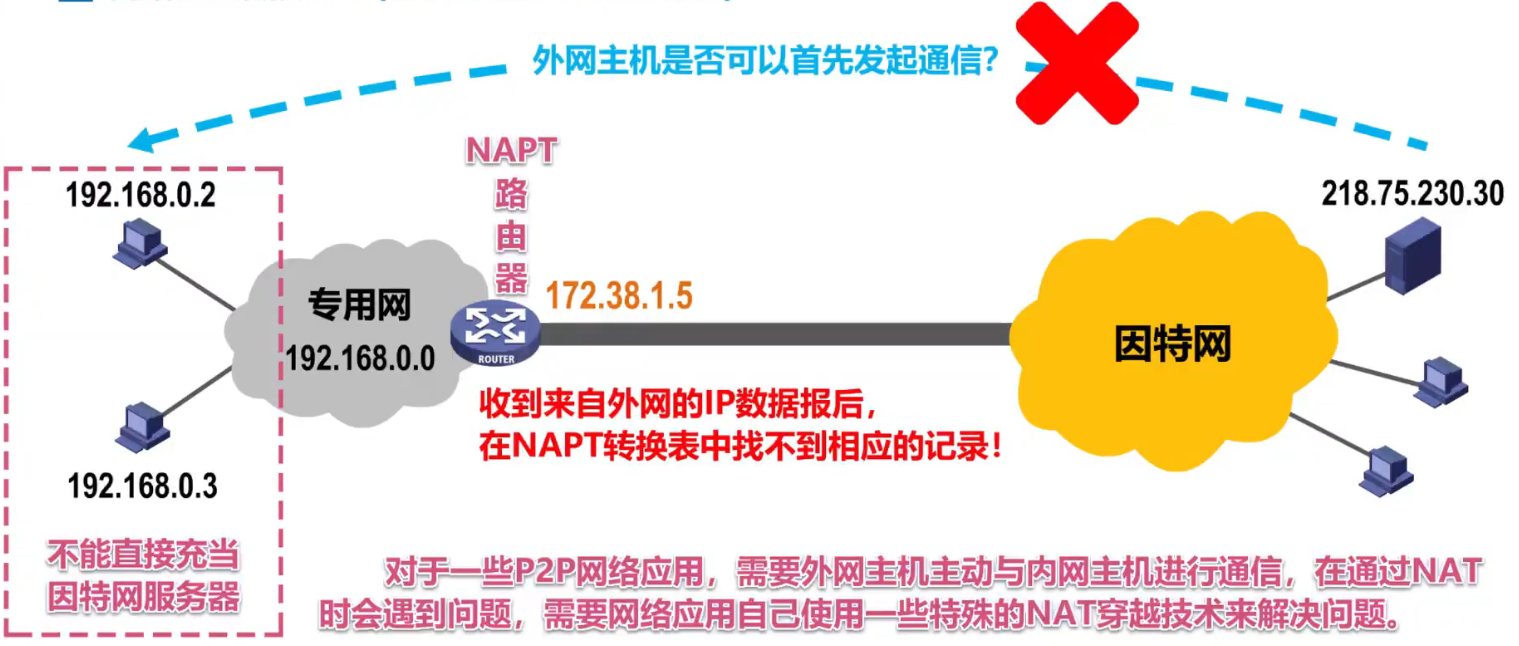 外网主机是否可以首先发起通信？
NAPT
路
由
器
192.168.0.2
218.75.230.30
专用网
192.168.0.0
172.38.1.5
ROUTER
因特网
收到来自外网的IP数据报后，
在NAPT转换表中找不到相应的记录！
192.168.0.3
不能直接充当
因特网服务器
对于一些P2P网络应用，需要外网主机主动与内网主机进行通信，在通过NAT
时会遇到问题，需要网络应用自己使用一些特殊的NAT穿越技术来解决问题。